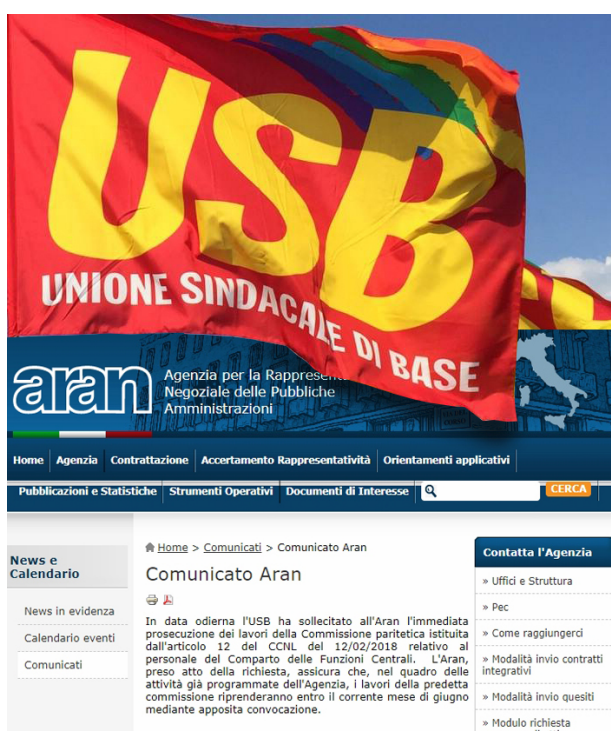 USB
UNIONE SINDACALE DI BASE
aran
Agenzia per la
Negoziale delle Pubbliche
Amministrazioni
Home Agenzia Contrattazione Accertamento Rappresentatività Orientamenti applicativi
Pubblicazioni e Statistiche Strumenti Operativi Documenti di Interesse CERCA
News e
Calendario
News in evidenza
Calendario eventi
Comunicati
Home > Comunicati > Comunicato Aran
Comunicato Aran
In data odierna l'USB ha sollecitato all'Aran l'immediata
prosecuzione dei lavori della Commissione paritetica istituita
dall'articolo 12 del CCNL del 12/02/2018 relativo al
personale del Comparto delle Funzioni Centrali. L'Aran,
preso atto della richiesta, assicura che, nel quadro delle
attività già programmate dell'Agenzia, i lavori della predetta
commissione riprenderanno entro il corrente mese di giugno
mediante apposita convocazione.
Contatta l'Agenzia
» Uffici e Struttura
» Pec
» Come raggiungerci
» Modalità invio contratti
integrativi
» Modalità invio quesiti
» Modulo richiesta